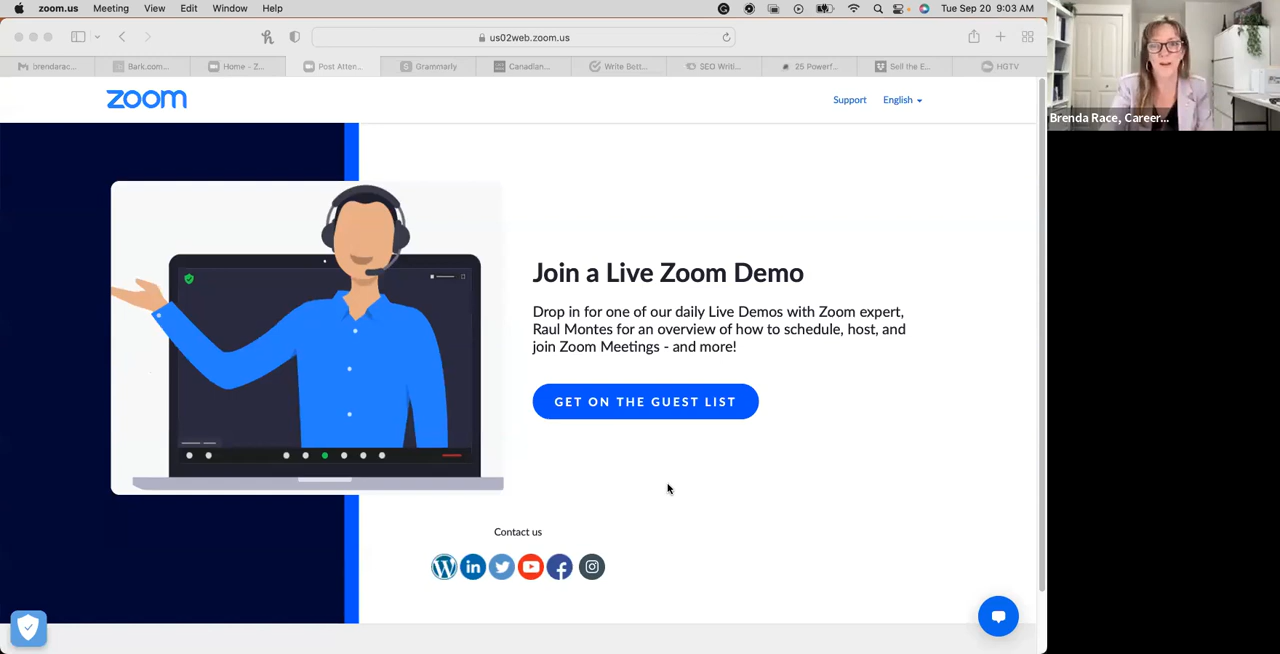 zoom.us Meeting View Edit Window Help Tue Sep 20 9:03 AM
us02web.zoom.us
brendarac... Bark.com... Home - Z... Post Atten... Grammarly Canadian... Write Bett... SEO Writi... 25 Powerf... Sell the E... HGTV
zoom
Support English
Brenda Race, Career...
Join a Live Zoom Demo
Drop in for one of our daily Live Demos with Zoom expert,
Raul Montes for an overview of how to schedule, host, and
join Zoom Meetings - and more!
GET ON THE GUEST LIST
Contact us